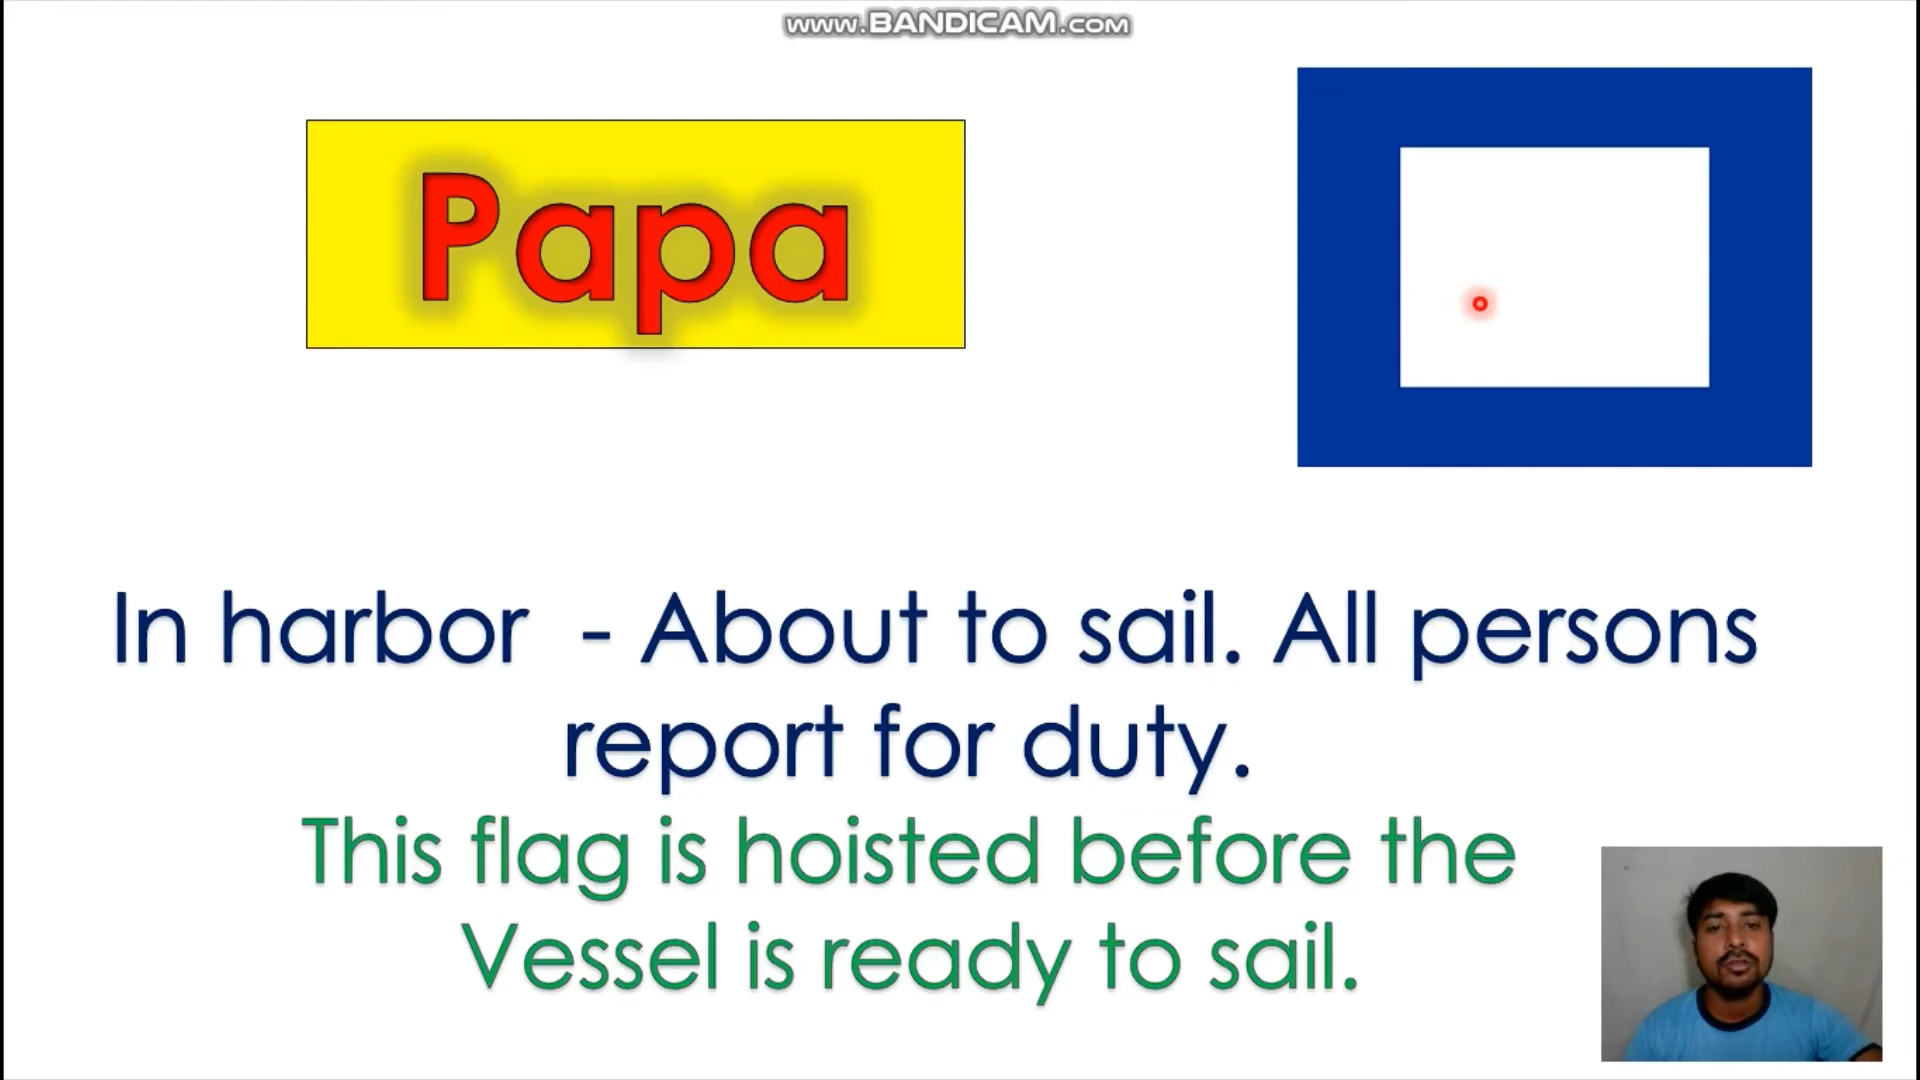 www.BANDICAM.com
Papa
In harbor - About to sail. All persons
report for duty.
This flag is hoisted before the
Vessel is ready to sail.